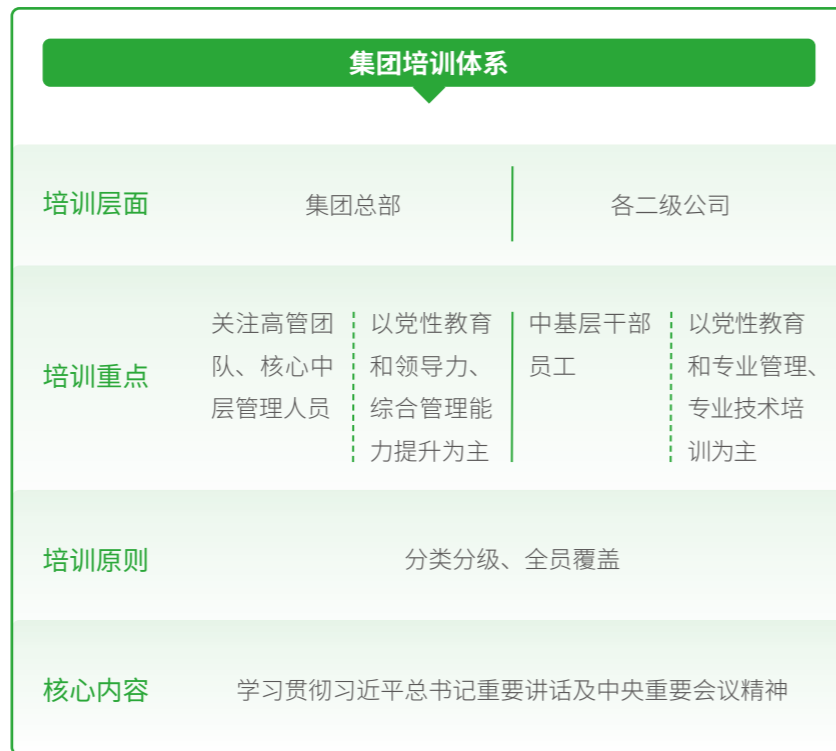 集团培训体系
培训层面
集团总部
各二级公司
培训重点
关注高管团
队、核心中
层管理人员
以党性教育
和领导力、
综合管理能
力提升为主
中基层干部
员工
以党性教育
和专业管理、
专业技术培
训为主
培训原则
分类分级、全员覆盖
核心内容
学习贯彻习近平总书记重要讲话及中央重要会议精神